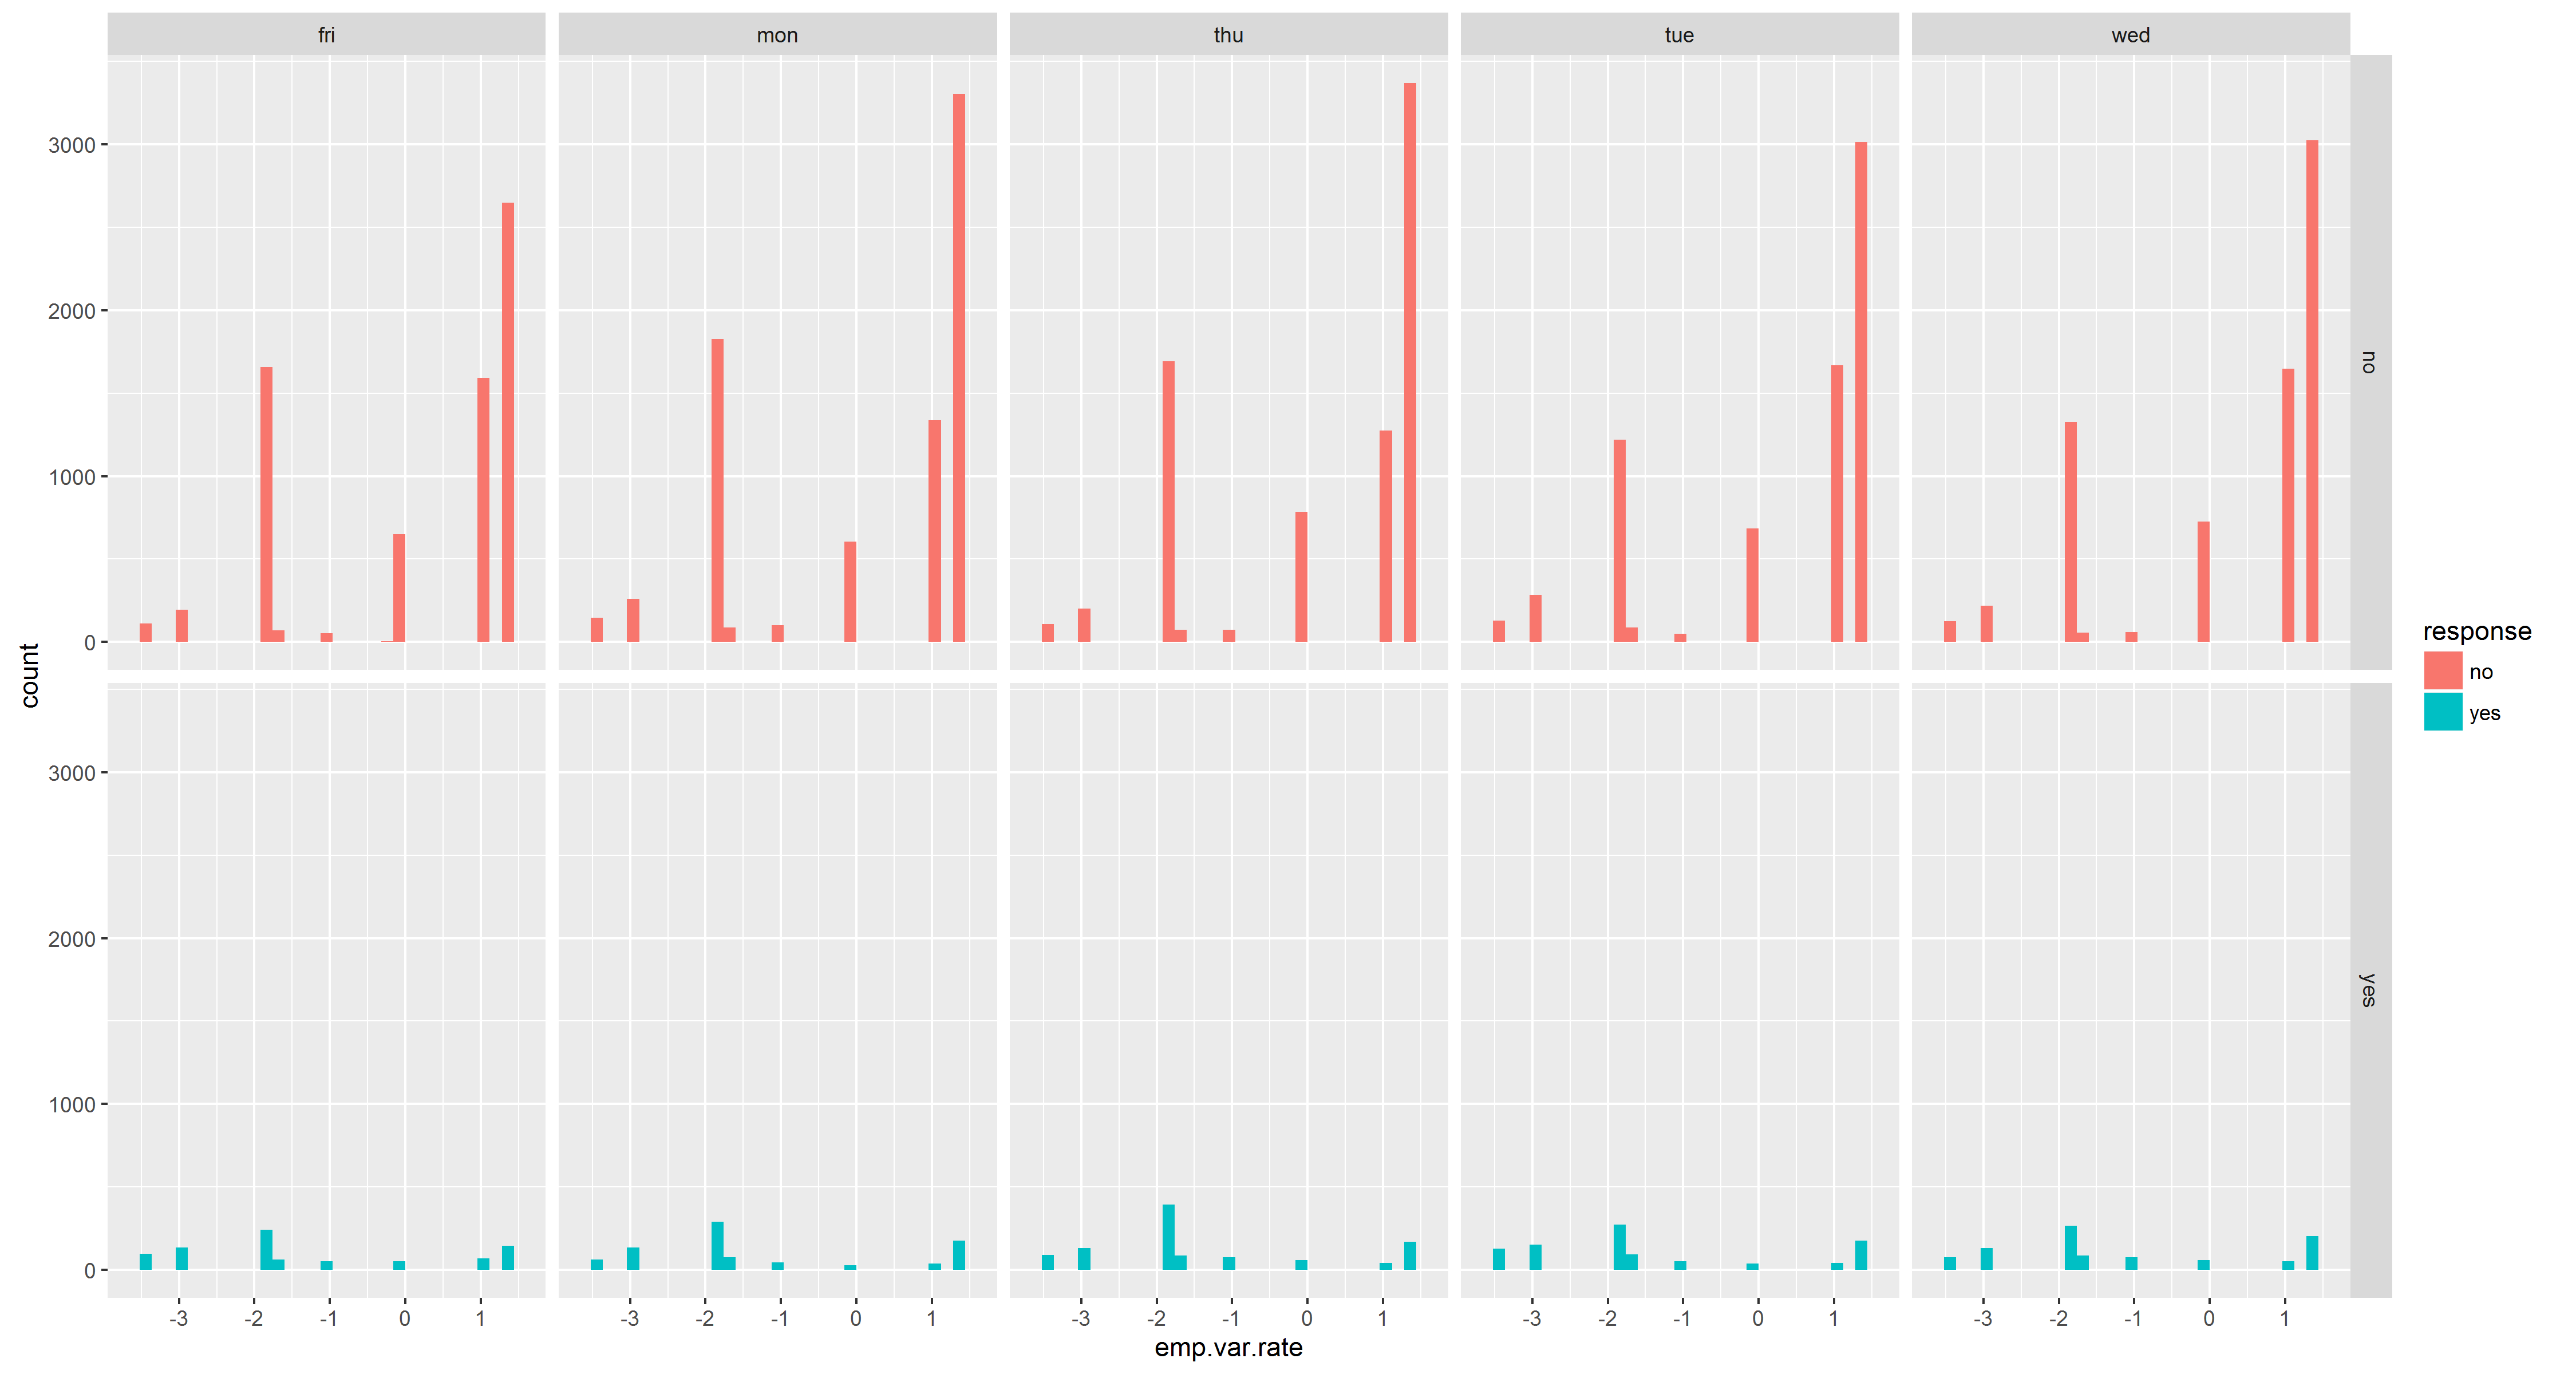 fri mon thu tue wed
3000
2000
1000
0
no
count
3000
2000
1000
0
yes
-3 -2 -1 0 1 -3 -2 -1 0 1 -3 -2 -1 0 1 -3 -2 -1 0 1 -3 -2 -1 0 1
emp.var.rate
response
no
yes